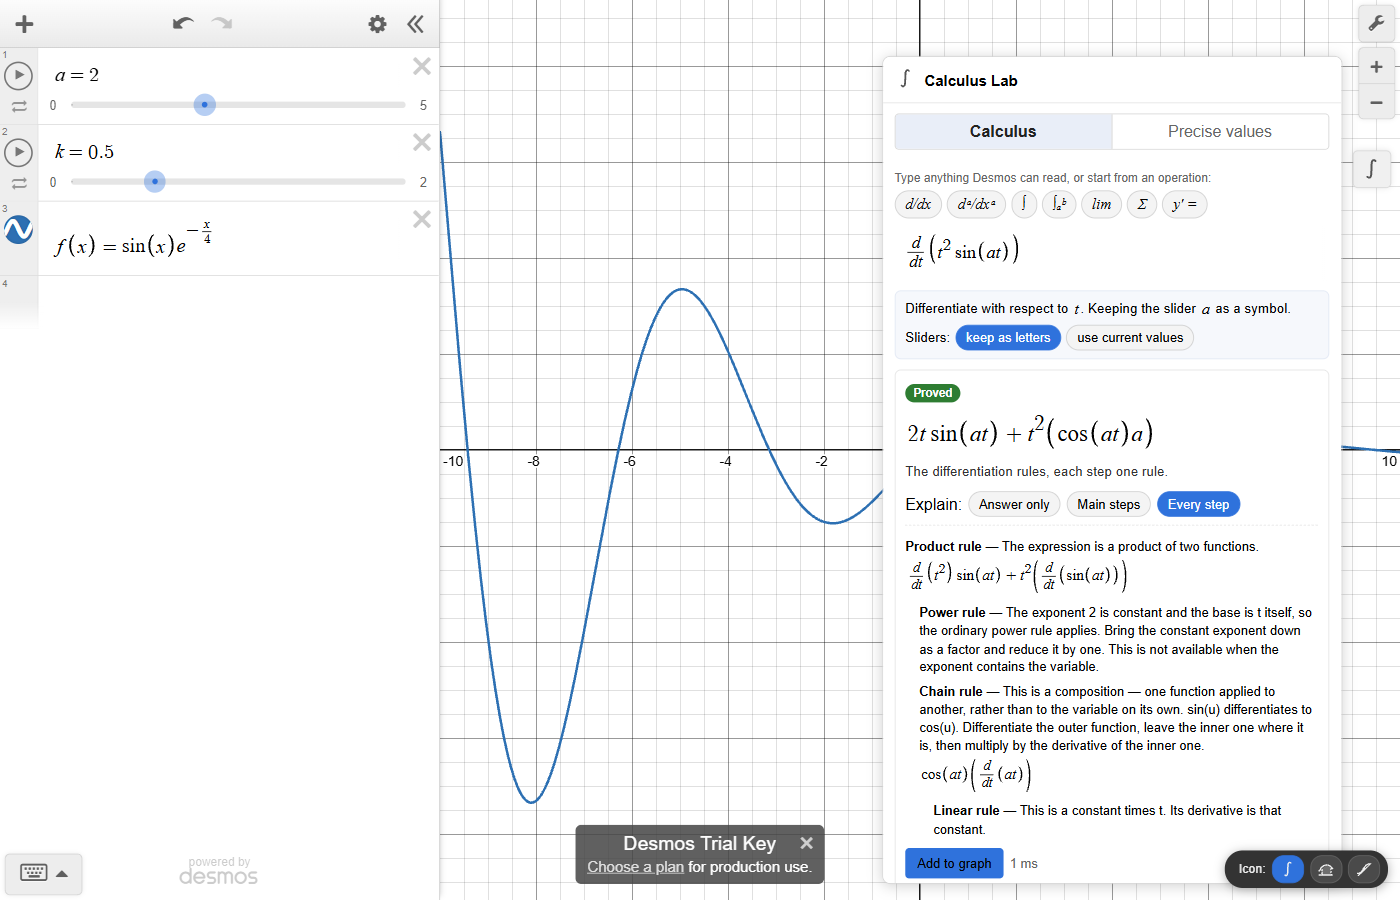 1
a = 2
0
5
2
k = 0.5
0
2
3
f(x) = sin(x)e^{-x/4}
4
powered by
desmos
-10
-8
-6
-4
-2
10
Desmos Trial Key
Choose a plan for production use.
∫ Calculus Lab
Calculus
Precise values
Type anything Desmos can read, or start from an operation:
d/dx
dⁿ/dxⁿ
∫
∫ₐᵇ
lim
Σ
y' =
d/dt (t² sin(at))
Differentiate with respect to t. Keeping the slider a as a symbol.
Sliders: keep as letters use current values
Proved
2t sin(at) + t²(cos(at)a)
The differentiation rules, each step one rule.
Explain: Answer only Main steps Every step
Product rule — The expression is a product of two functions.
d/dt (t²) sin(at) + t²(d/dt (sin(at)))
Power rule — The exponent 2 is constant and the base is t itself, so
the ordinary power rule applies. Bring the constant exponent down
as a factor and reduce it by one. This is not available when the
exponent contains the variable.
Chain rule — This is a composition — one function applied to
another, rather than to the variable on its own. sin(u) differentiates to
cos(u). Differentiate the outer function, leave the inner one where it
is, then multiply by the derivative of the inner one.
cos(at)(d/dt (at))
Linear rule — This is a constant times t. Its derivative is that
constant.
Add to graph 1 ms
Icon: ∫
∫